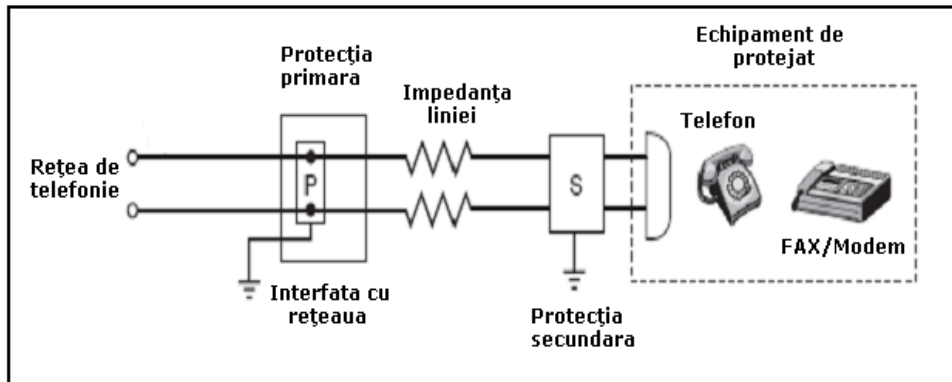 Protecţia
primara
Echipament de
protejat
Impedanţa
liniei
Telefon
Reţea de
telefonie
P
S
FAX/Modem
Interfata cu
reţeaua
Protecţia
secundara